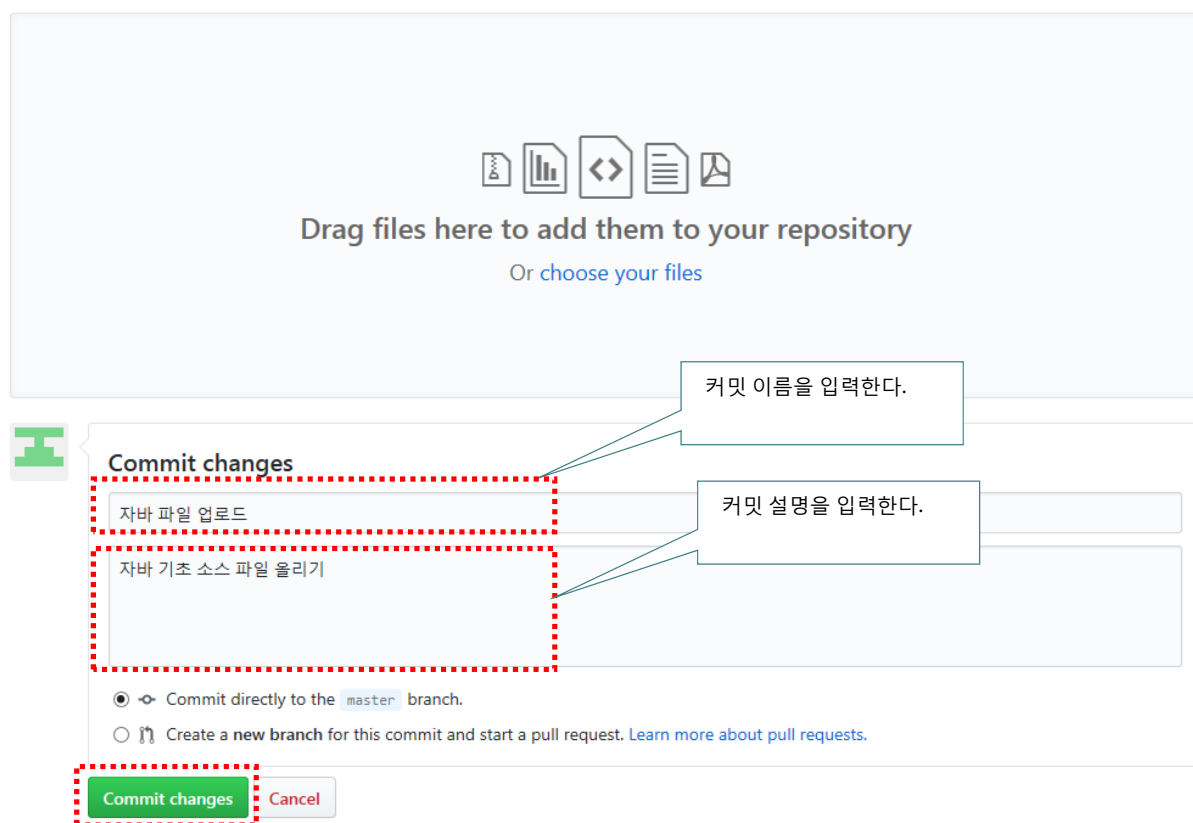 Drag files here to add them to your repository
Or choose your files
커밋 이름을 입력한다.
Commit changes
자바 파일 업로드
커밋 설명을 입력한다.
자바 기초 소스 파일 올리기
Commit directly to the master branch.
Create a new branch for this commit and start a pull request. Learn more about pull requests.
Commit changes Cancel